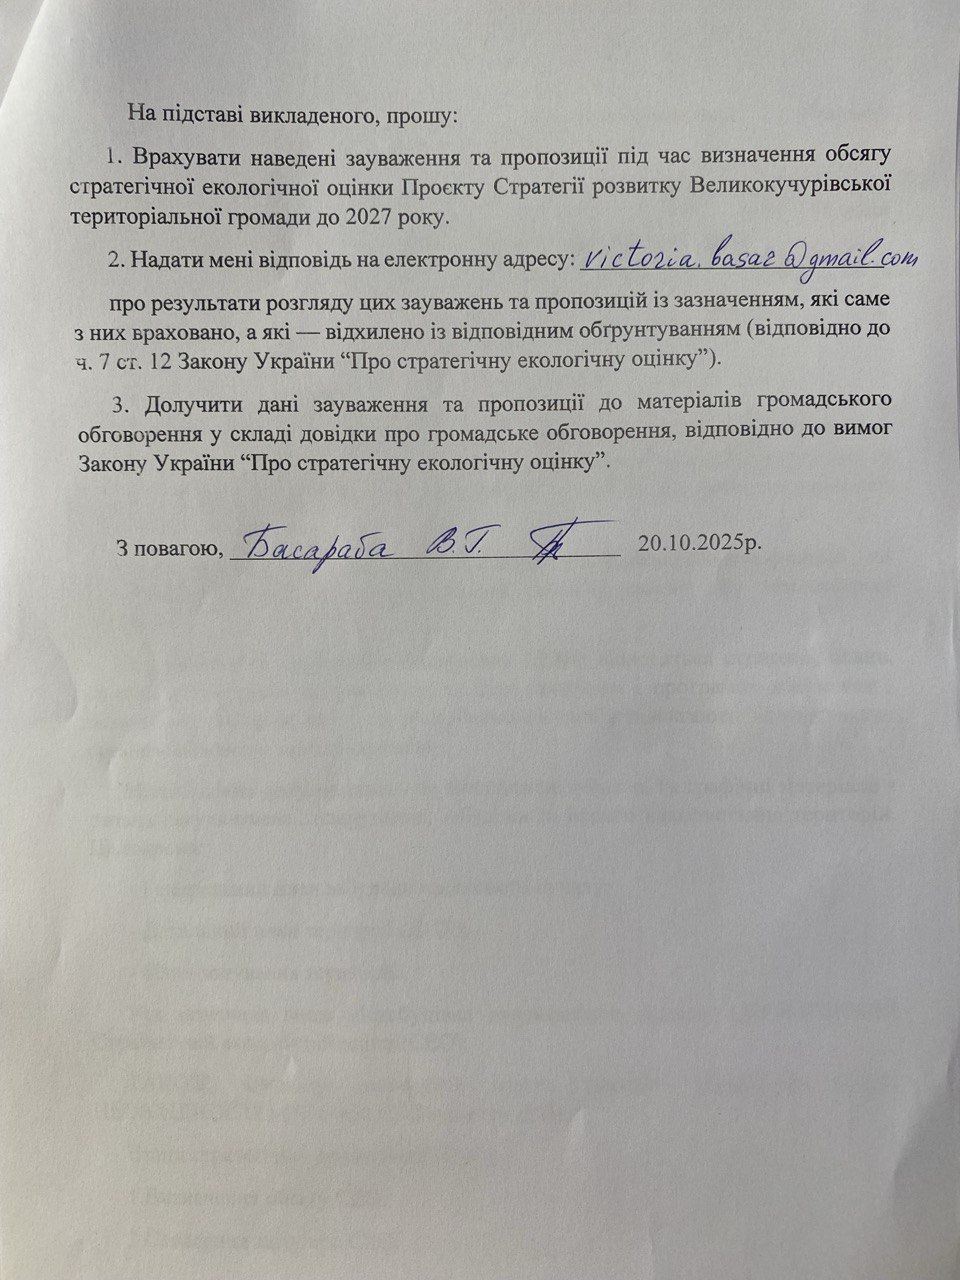 На підставі викладеного, прошу:
1. Врахувати наведені зауваження та пропозиції під час визначення обсягу
стратегічної екологічної оцінки Проєкту Стратегії розвитку Великокучурівської
територіальної громади до 2027 року.
2. Надати мені відповідь на електронну адресу: victoria.basar@gmail.com
про результати розгляду цих зауважень та пропозицій із зазначенням, які саме
з них враховано, а які — відхилено із відповідним обґрунтуванням (відповідно до
ч. 7 ст. 12 Закону України “Про стратегічну екологічну оцінку”).
3. Долучити дані зауваження та пропозиції до матеріалів громадського
обговорення у складі довідки про громадське обговорення, відповідно до вимог
Закону України “Про стратегічну екологічну оцінку”.
З повагою, Басараба В.Г. 20.10.2025р.